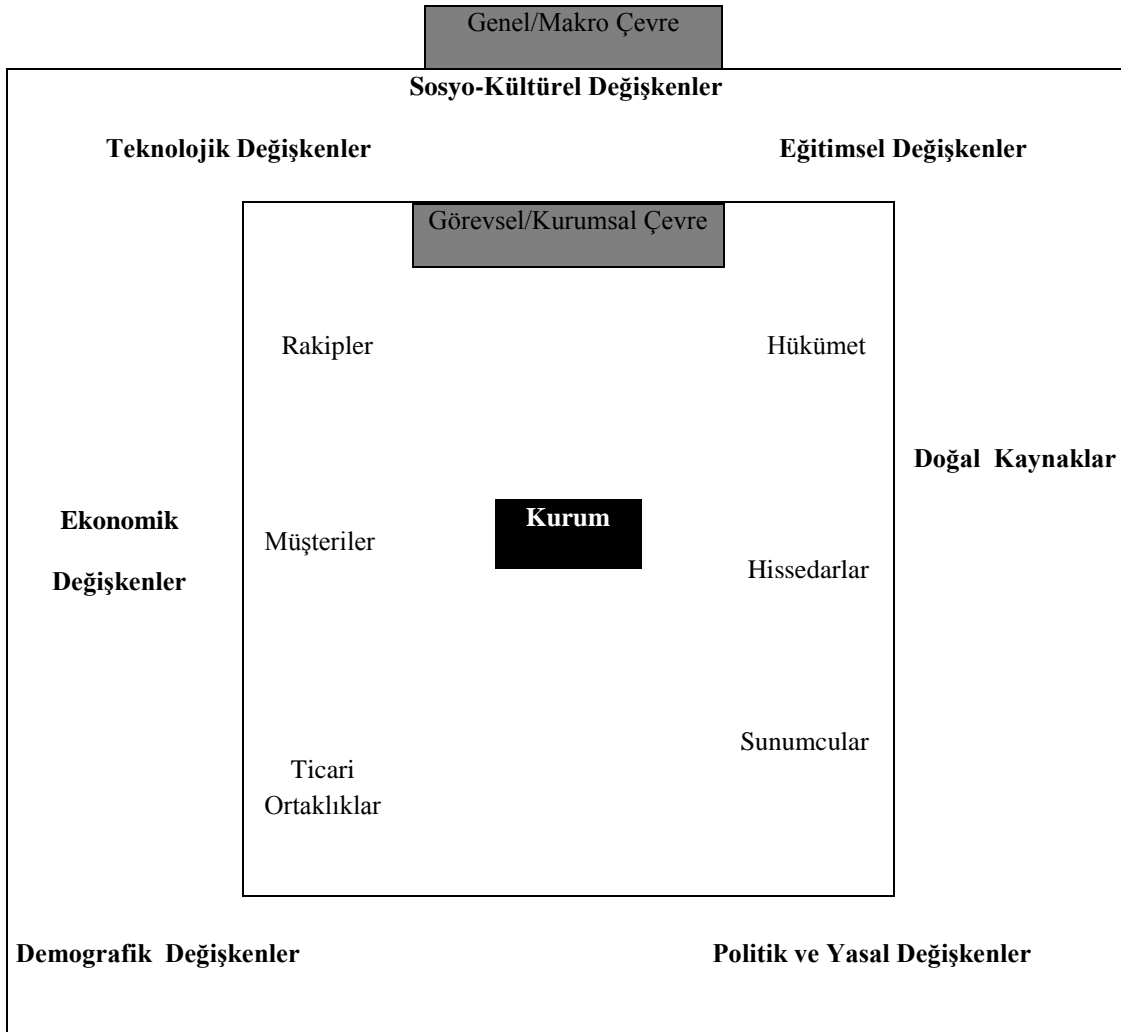 Genel/Makro Çevre
Sosyo-Kültürel Değişkenler
Teknolojik Değişkenler
Eğitimsel Değişkenler
Görevsel/Kurumsal Çevre
Rakipler
Hükümet
Doğal Kaynaklar
Kurum
Ekonomik
Değişkenler
Müşteriler
Hissedarlar
Sunumcular
Ticari
Ortaklıklar
Demografik Değişkenler
Politik ve Yasal Değişkenler